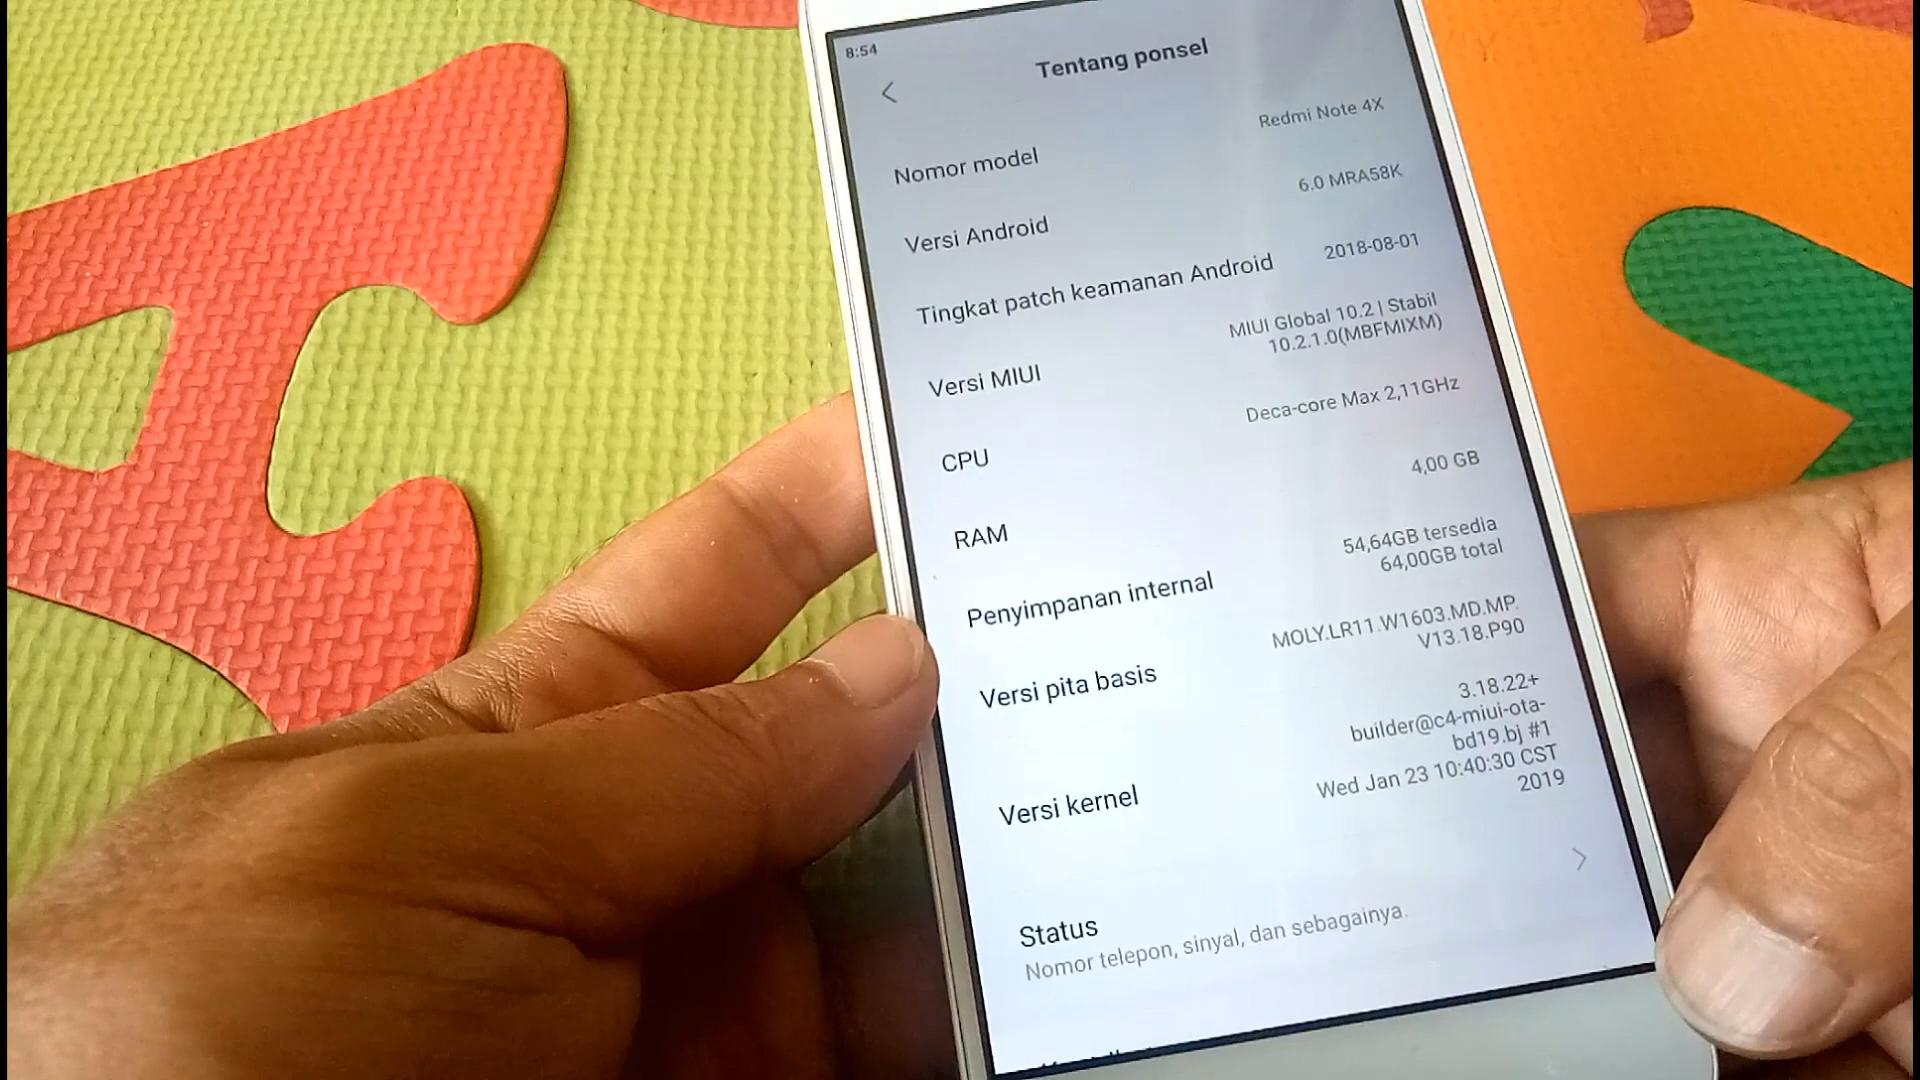 8:54
Tentang ponsel
Nomor model
Redmi Note 4X
Versi Android
6.0 MRA58K
Tingkat patch keamanan Android
2018-08-01
Versi MIUI
MIUI Global 10.2 | Stabil
10.2.1.0(MBFMIXM)
CPU
Deca-core Max 2,11GHz
RAM
4,00 GB
Penyimpanan internal
54,64GB tersedia
64,00GB total
Versi pita basis
MOLY.LR11.W1603.MD.MP.
V13.18.P90
Versi kernel
3.18.22+
builder@c4-miui-ota-
bd19.bj #1
Wed Jan 23 10:40:30 CST
2019
Status
Nomor telepon, sinyal, dan sebagainya.